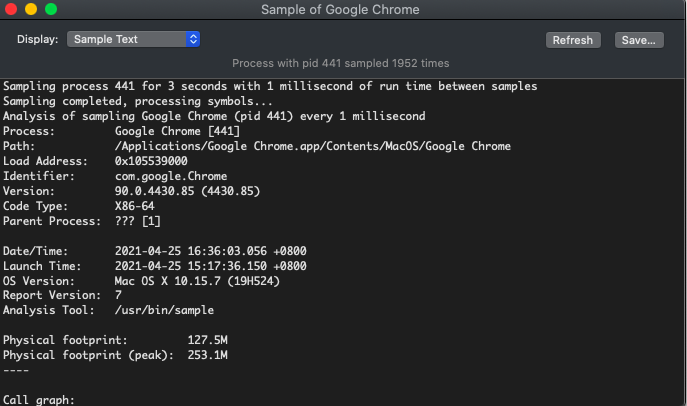 Sample of Google Chrome
Display: Sample Text Refresh Save...
Process with pid 441 sampled 1952 times
Sampling process 441 for 3 seconds with 1 millisecond of run time between samples
Sampling completed, processing symbols...
Analysis of sampling Google Chrome (pid 441) every 1 millisecond
Process: Google Chrome [441]
Path: /Applications/Google Chrome.app/Contents/MacOS/Google Chrome
Load Address: 0x105539000
Identifier: com.google.Chrome
Version: 90.0.4430.85 (4430.85)
Code Type: X86-64
Parent Process: ??? [1]
Date/Time: 2021-04-25 16:36:03.056 +0800
Launch Time: 2021-04-25 15:17:36.150 +0800
OS Version: Mac OS X 10.15.7 (19H524)
Report Version: 7
Analysis Tool: /usr/bin/sample
Physical footprint: 127.5M
Physical footprint (peak): 253.1M
----
Call graph: